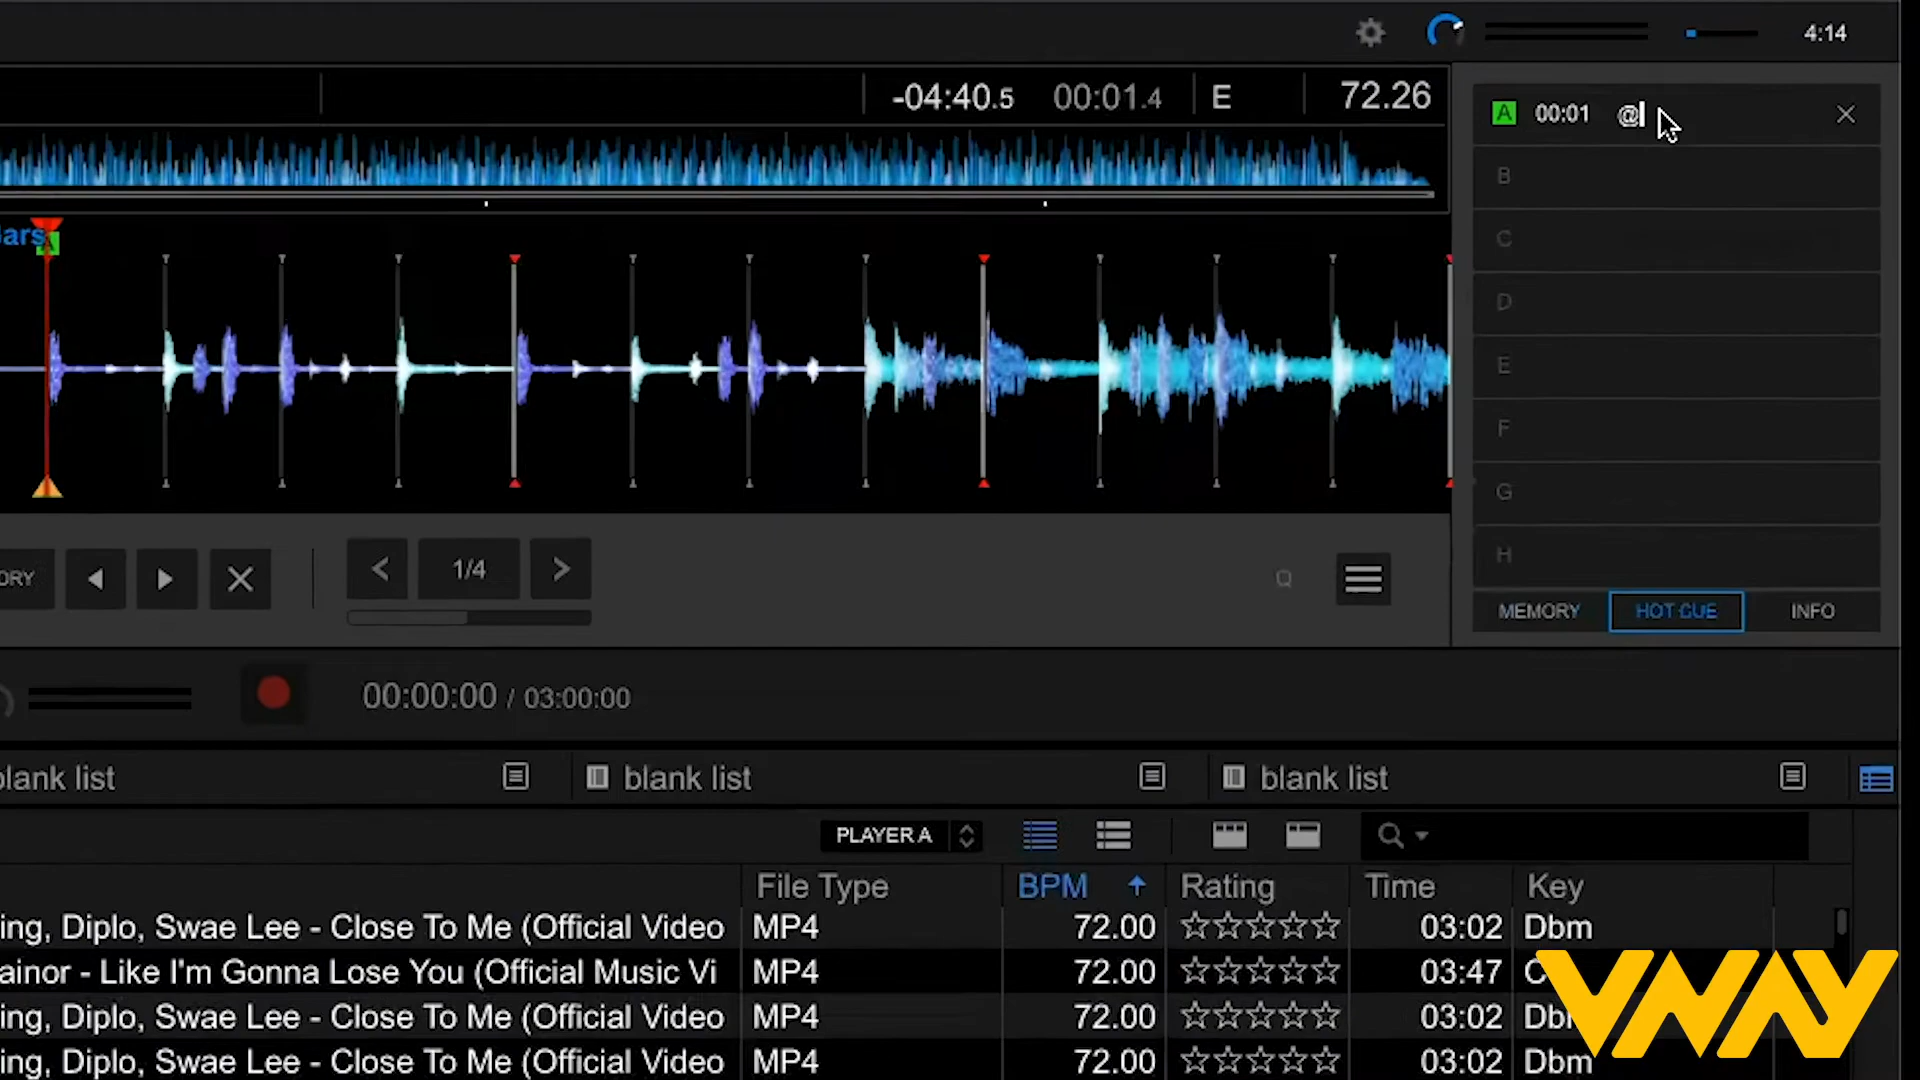 4:14
-04:40.5 00:01.4 E 72.26
A 00:01 @
B
C
D
E
F
G
H
MEMORY HOT CUE INFO
ars A
ORY 1/4 Q
00:00:00 / 03:00:00
blank list blank list blank list
PLAYER A
File Type BPM Rating Time Key
ing, Diplo, Swae Lee - Close To Me (Official Video MP4 72.00 03:02 Dbm
ainor - Like I'm Gonna Lose You (Official Music Vi MP4 72.00 03:47 C
ing, Diplo, Swae Lee - Close To Me (Official Video MP4 72.00 03:02 Dbm
ing, Diplo, Swae Lee - Close To Me (Official Video MP4 72.00 03:02 Dbm